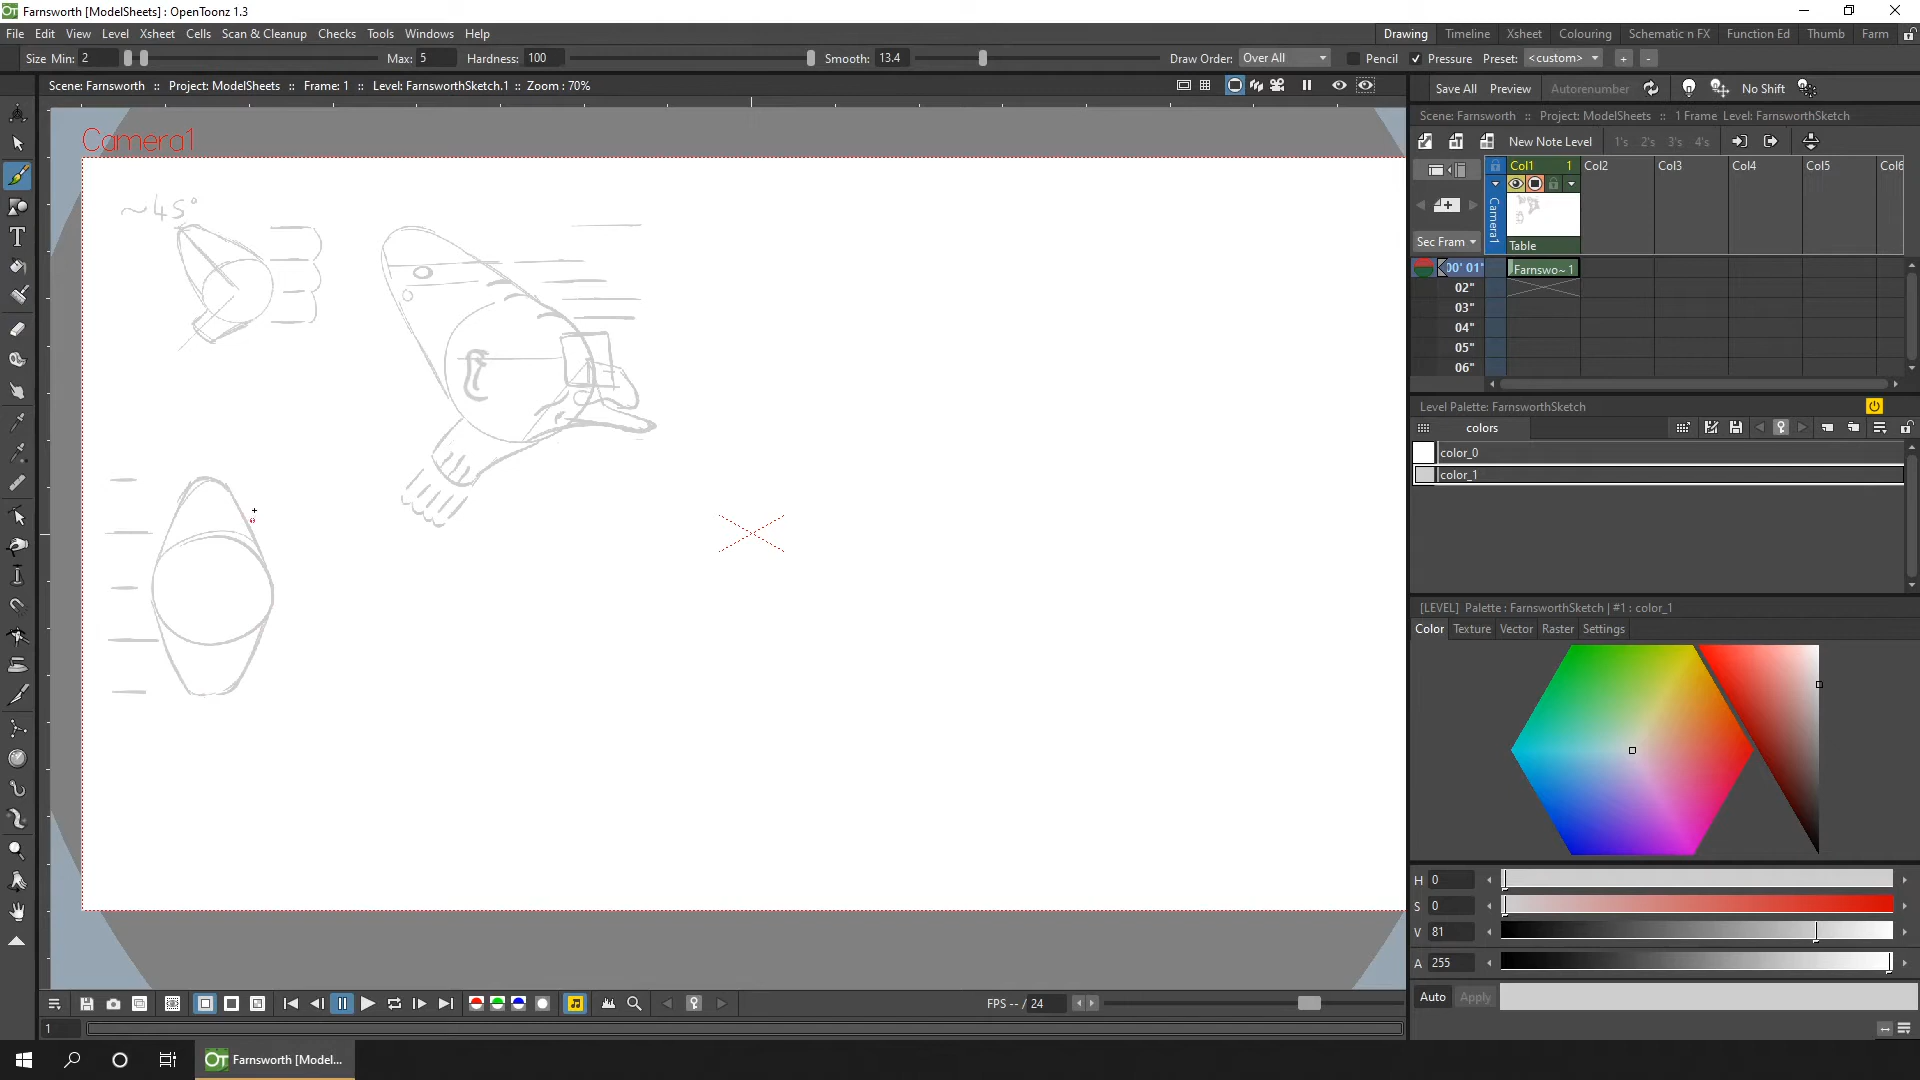 Farnsworth [ModelSheets] : OpenToonz 1.3
File Edit View Level Xsheet Cells Scan & Cleanup Checks Tools Windows Help
Drawing Timeline Xsheet Schematic n FX Colouring Function Ed Thumb Farm
Size Min: 2 Max: 5 Hardness: 100 Smooth: 13.4 Draw Order: Over All Pencil Pressure Preset: <custom> + -
Scene: Farnsworth :: Project: ModelSheets :: Frame: 1 :: Level: FarnsworthSketch.1 :: Zoom : 70%
Save All Preview Autorenumber No Shift
Scene: Farnsworth :: Project: ModelSheets :: 1 Frame Level: FarnsworthSketch
New Note Level 1's 2's 3's 4's
Camera1
~45°
Col1 1 Col2 Col3 Col4 Col5 Col6
Camera1
Sec Fram
Table
00' 01" Farnswo~ 1
02"
03"
04"
05"
06"
Level Palette: FarnsworthSketch
colors
color_0
color_1
[LEVEL] Palette : FarnsworthSketch | #1 : color_1
Color Texture Vector Raster Settings
H 0
S 0
V 81
A 255
Auto Apply
FPS -- / 24
1
OT Farnsworth [Model...